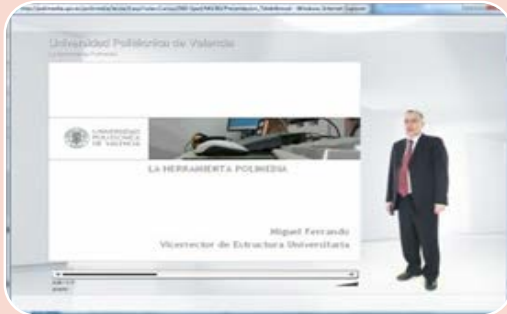 Universidad Politécnica de Valencia
UNIVERSIDAD
POLITECNICA
DE VALENCIA
LA HERRAMIENTA POLIMEDIA
Miguel Ferrando
Vicerrector de Estructura Universitaria